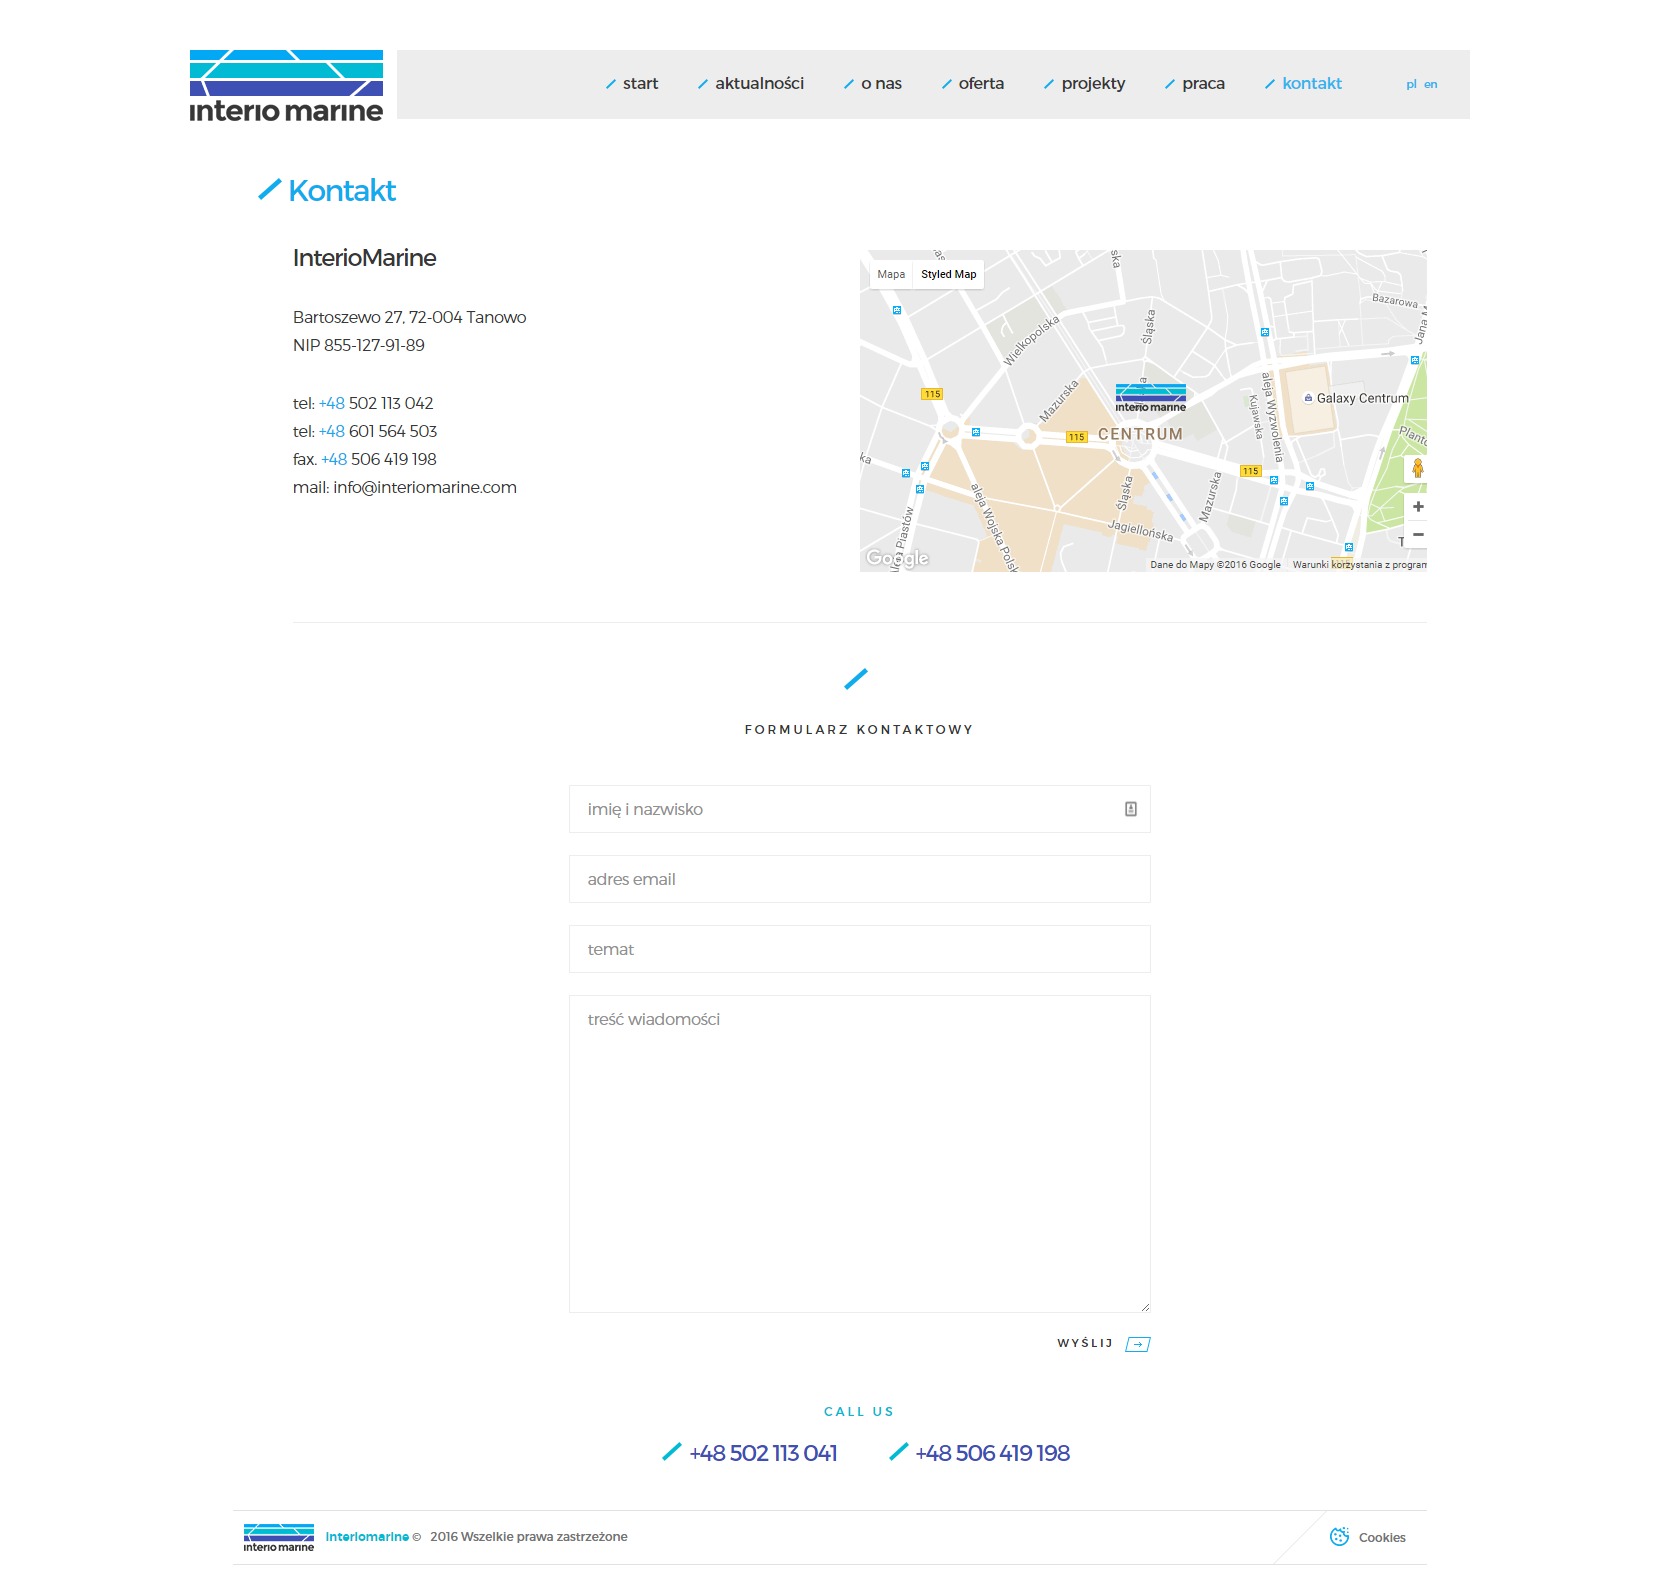 interio marine
start
aktualności
o nas
oferta
projekty
praca
kontakt
pl en
Kontakt
InterioMarine
Bartoszewo 27, 72-004 Tanowo
NIP 855-127-91-89
tel: +48 502 113 042
tel: +48 601 564 503
fax. +48 506 419 198
mail: info@interiomarine.com
Mapa
Styled Map
ska
Bazarowa
Wielkopolska
Śląska
115
Mazurska
interio marine
aleja Wyzwolenia
Kujawska
Galaxy Centrum
115
CENTRUM
115
ka
Śląska
Mazurska
Jagiellońska
aleja Wojska Polsk
Piastów
Google
Dane do Mapy ©2016 Google
Warunki korzystania z program
FORMULARZ KONTAKTOWY
imię i nazwisko
adres email
temat
treść wiadomości
WYŚLIJ
CALL US
+48 502 113 041
+48 506 419 198
interio marine
Interiomarine © 2016 Wszelkie prawa zastrzeżone
Cookies